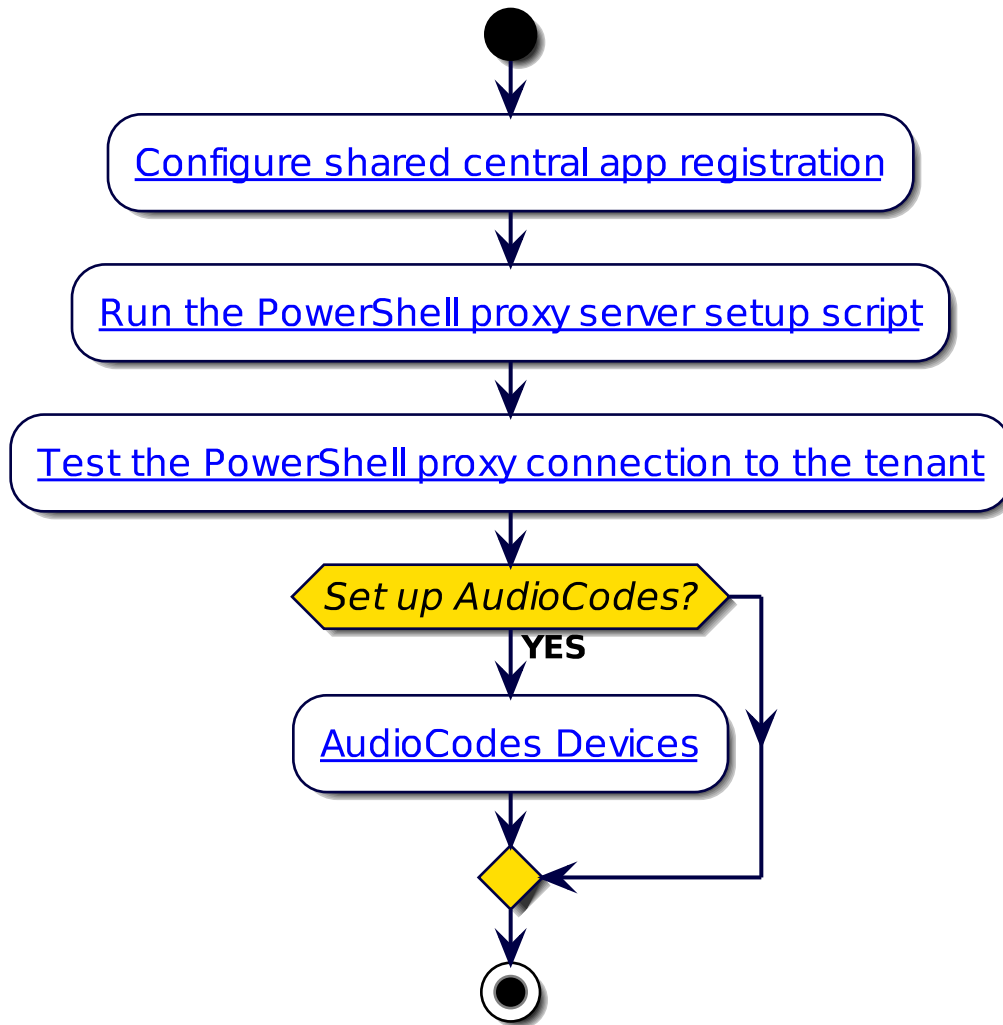 Configure shared central app registration
Run the PowerShell proxy server setup script
Test the PowerShell proxy connection to the tenant
Set up AudioCodes?
YES
AudioCodes Devices